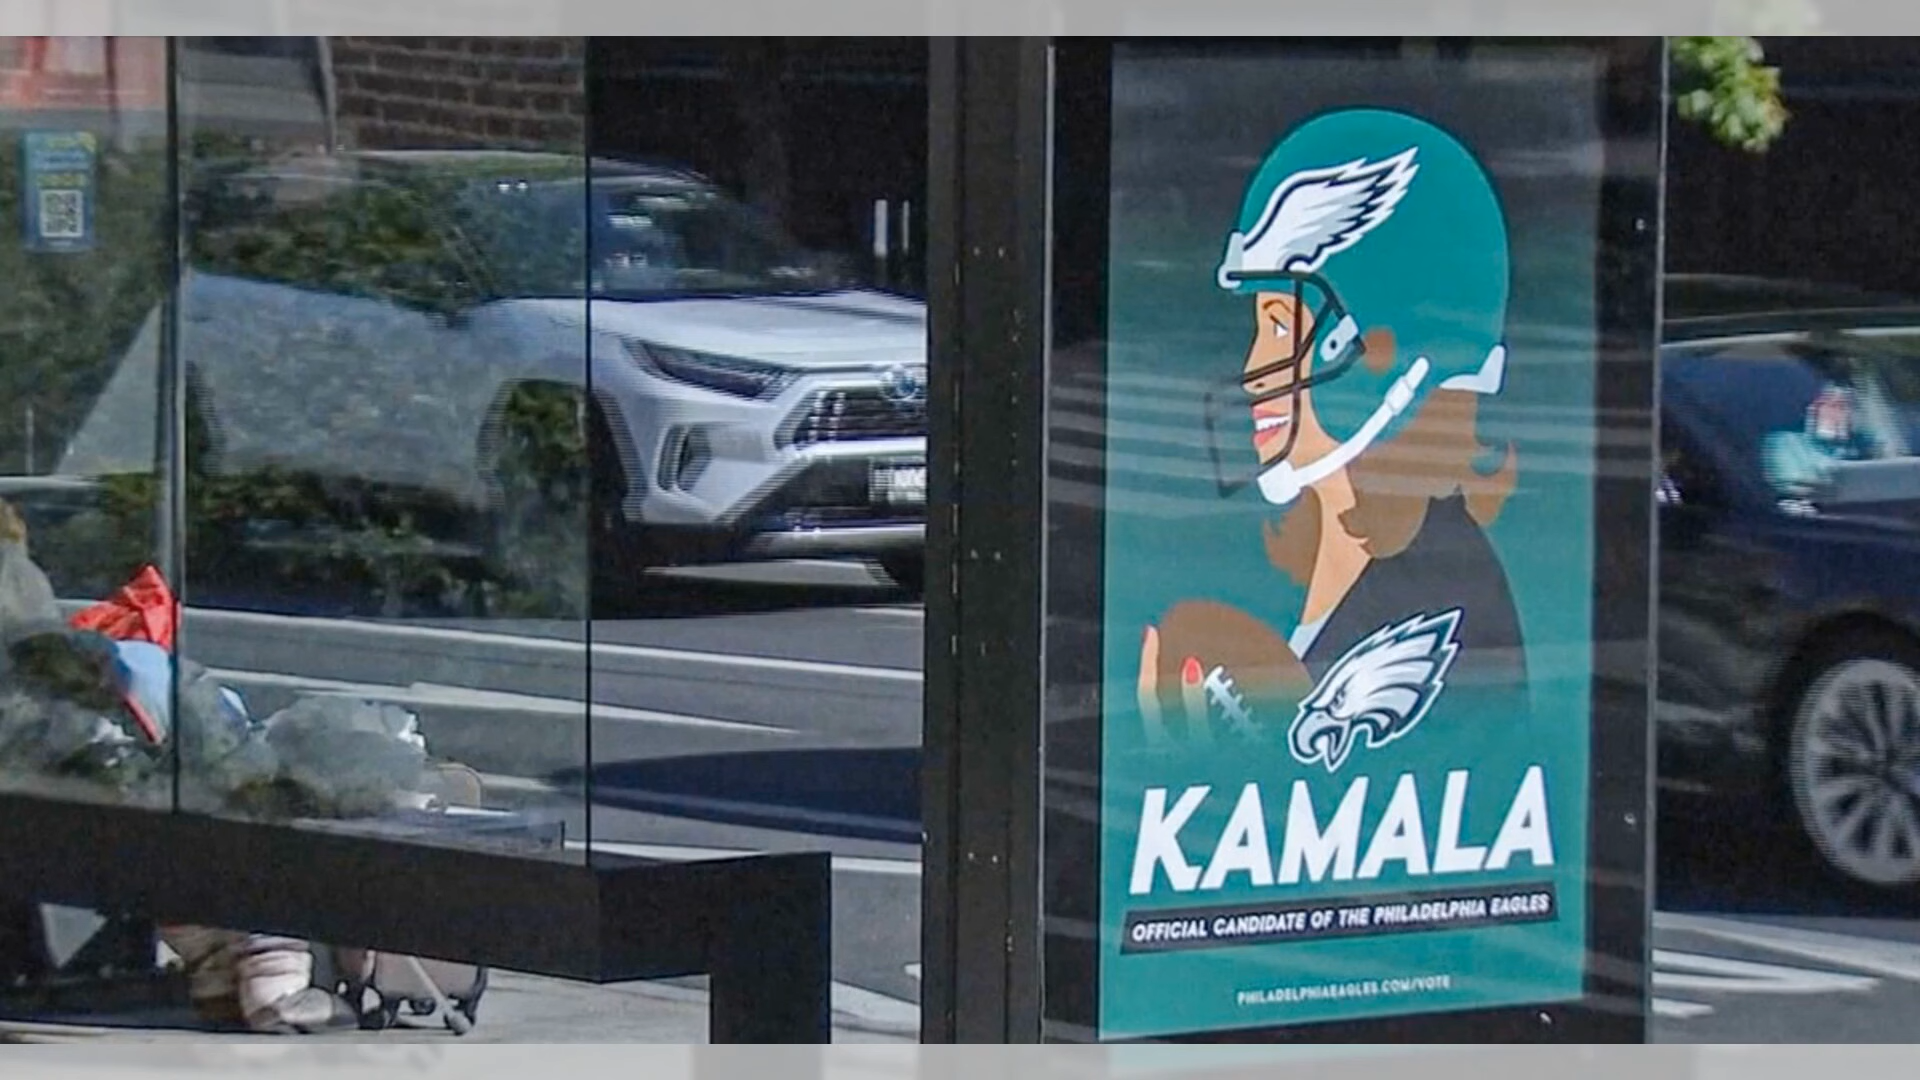 KAMALA
OFFICIAL CANDIDATE OF THE PHILADELPHIA EAGLES
PHILADELPHIAEAGLES.COM/VOTE